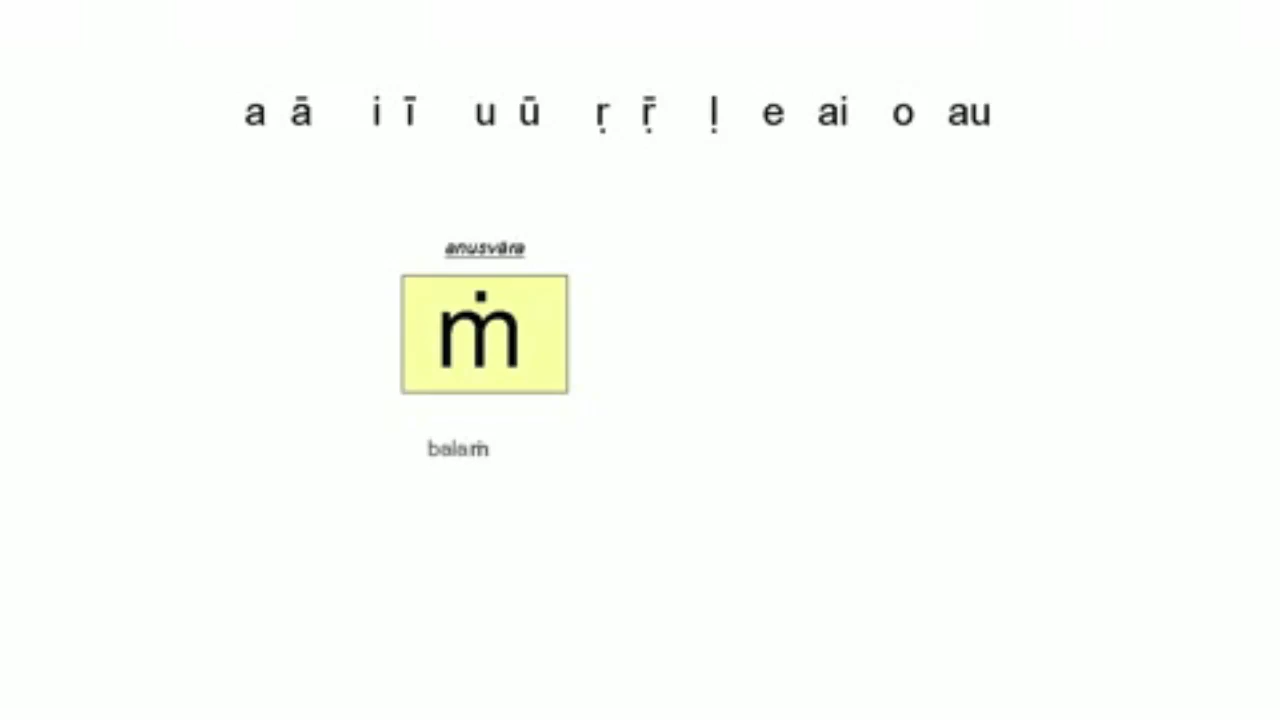 a ā i ī u ū ṛ ṝ ḷ e ai o au
anusvāra
ṁ
balaṁ